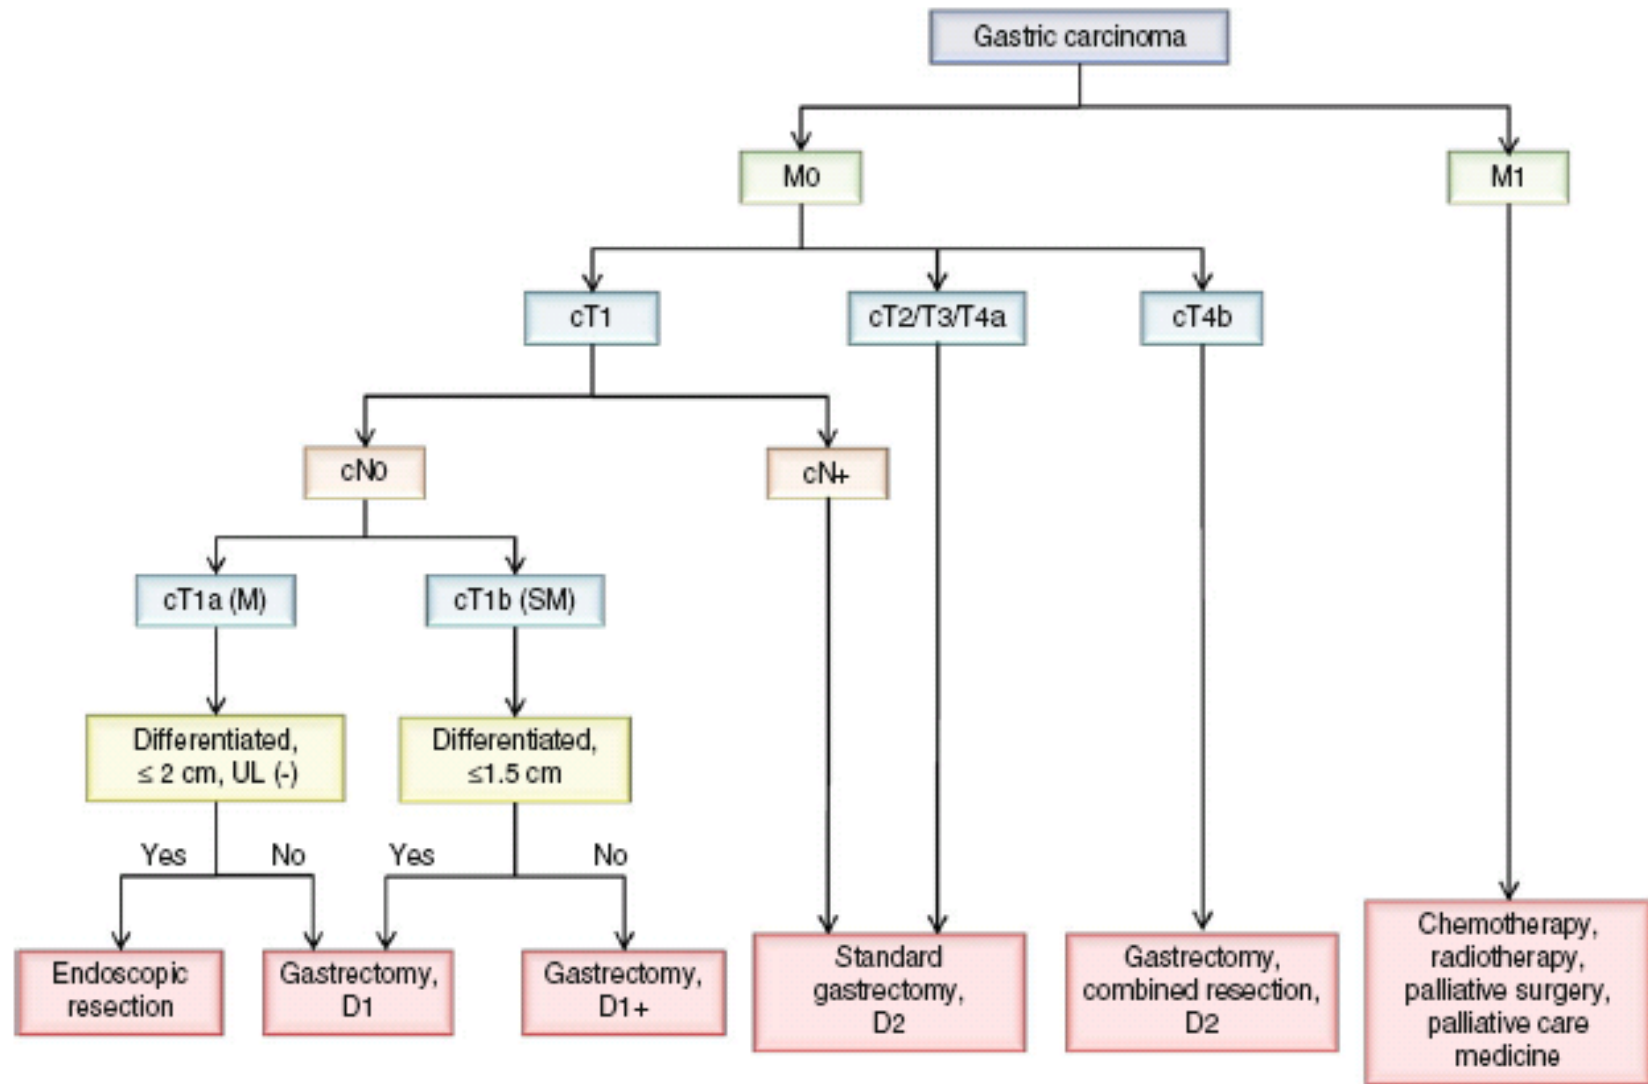 Gastric carcinoma
M0
M1
cT1
cT2/T3/T4a
cT4b
cN0
cN+
cT1a (M)
cT1b (SM)
Differentiated,
≤ 2 cm, UL (-)
Differentiated,
≤1.5 cm
Yes
No
Yes
No
Endoscopic
resection
Gastrectomy,
D1
Gastrectomy,
D1+
Standard
gastrectomy,
D2
Gastrectomy,
combined resection,
D2
Chemotherapy,
radiotherapy,
palliative surgery,
palliative care
medicine